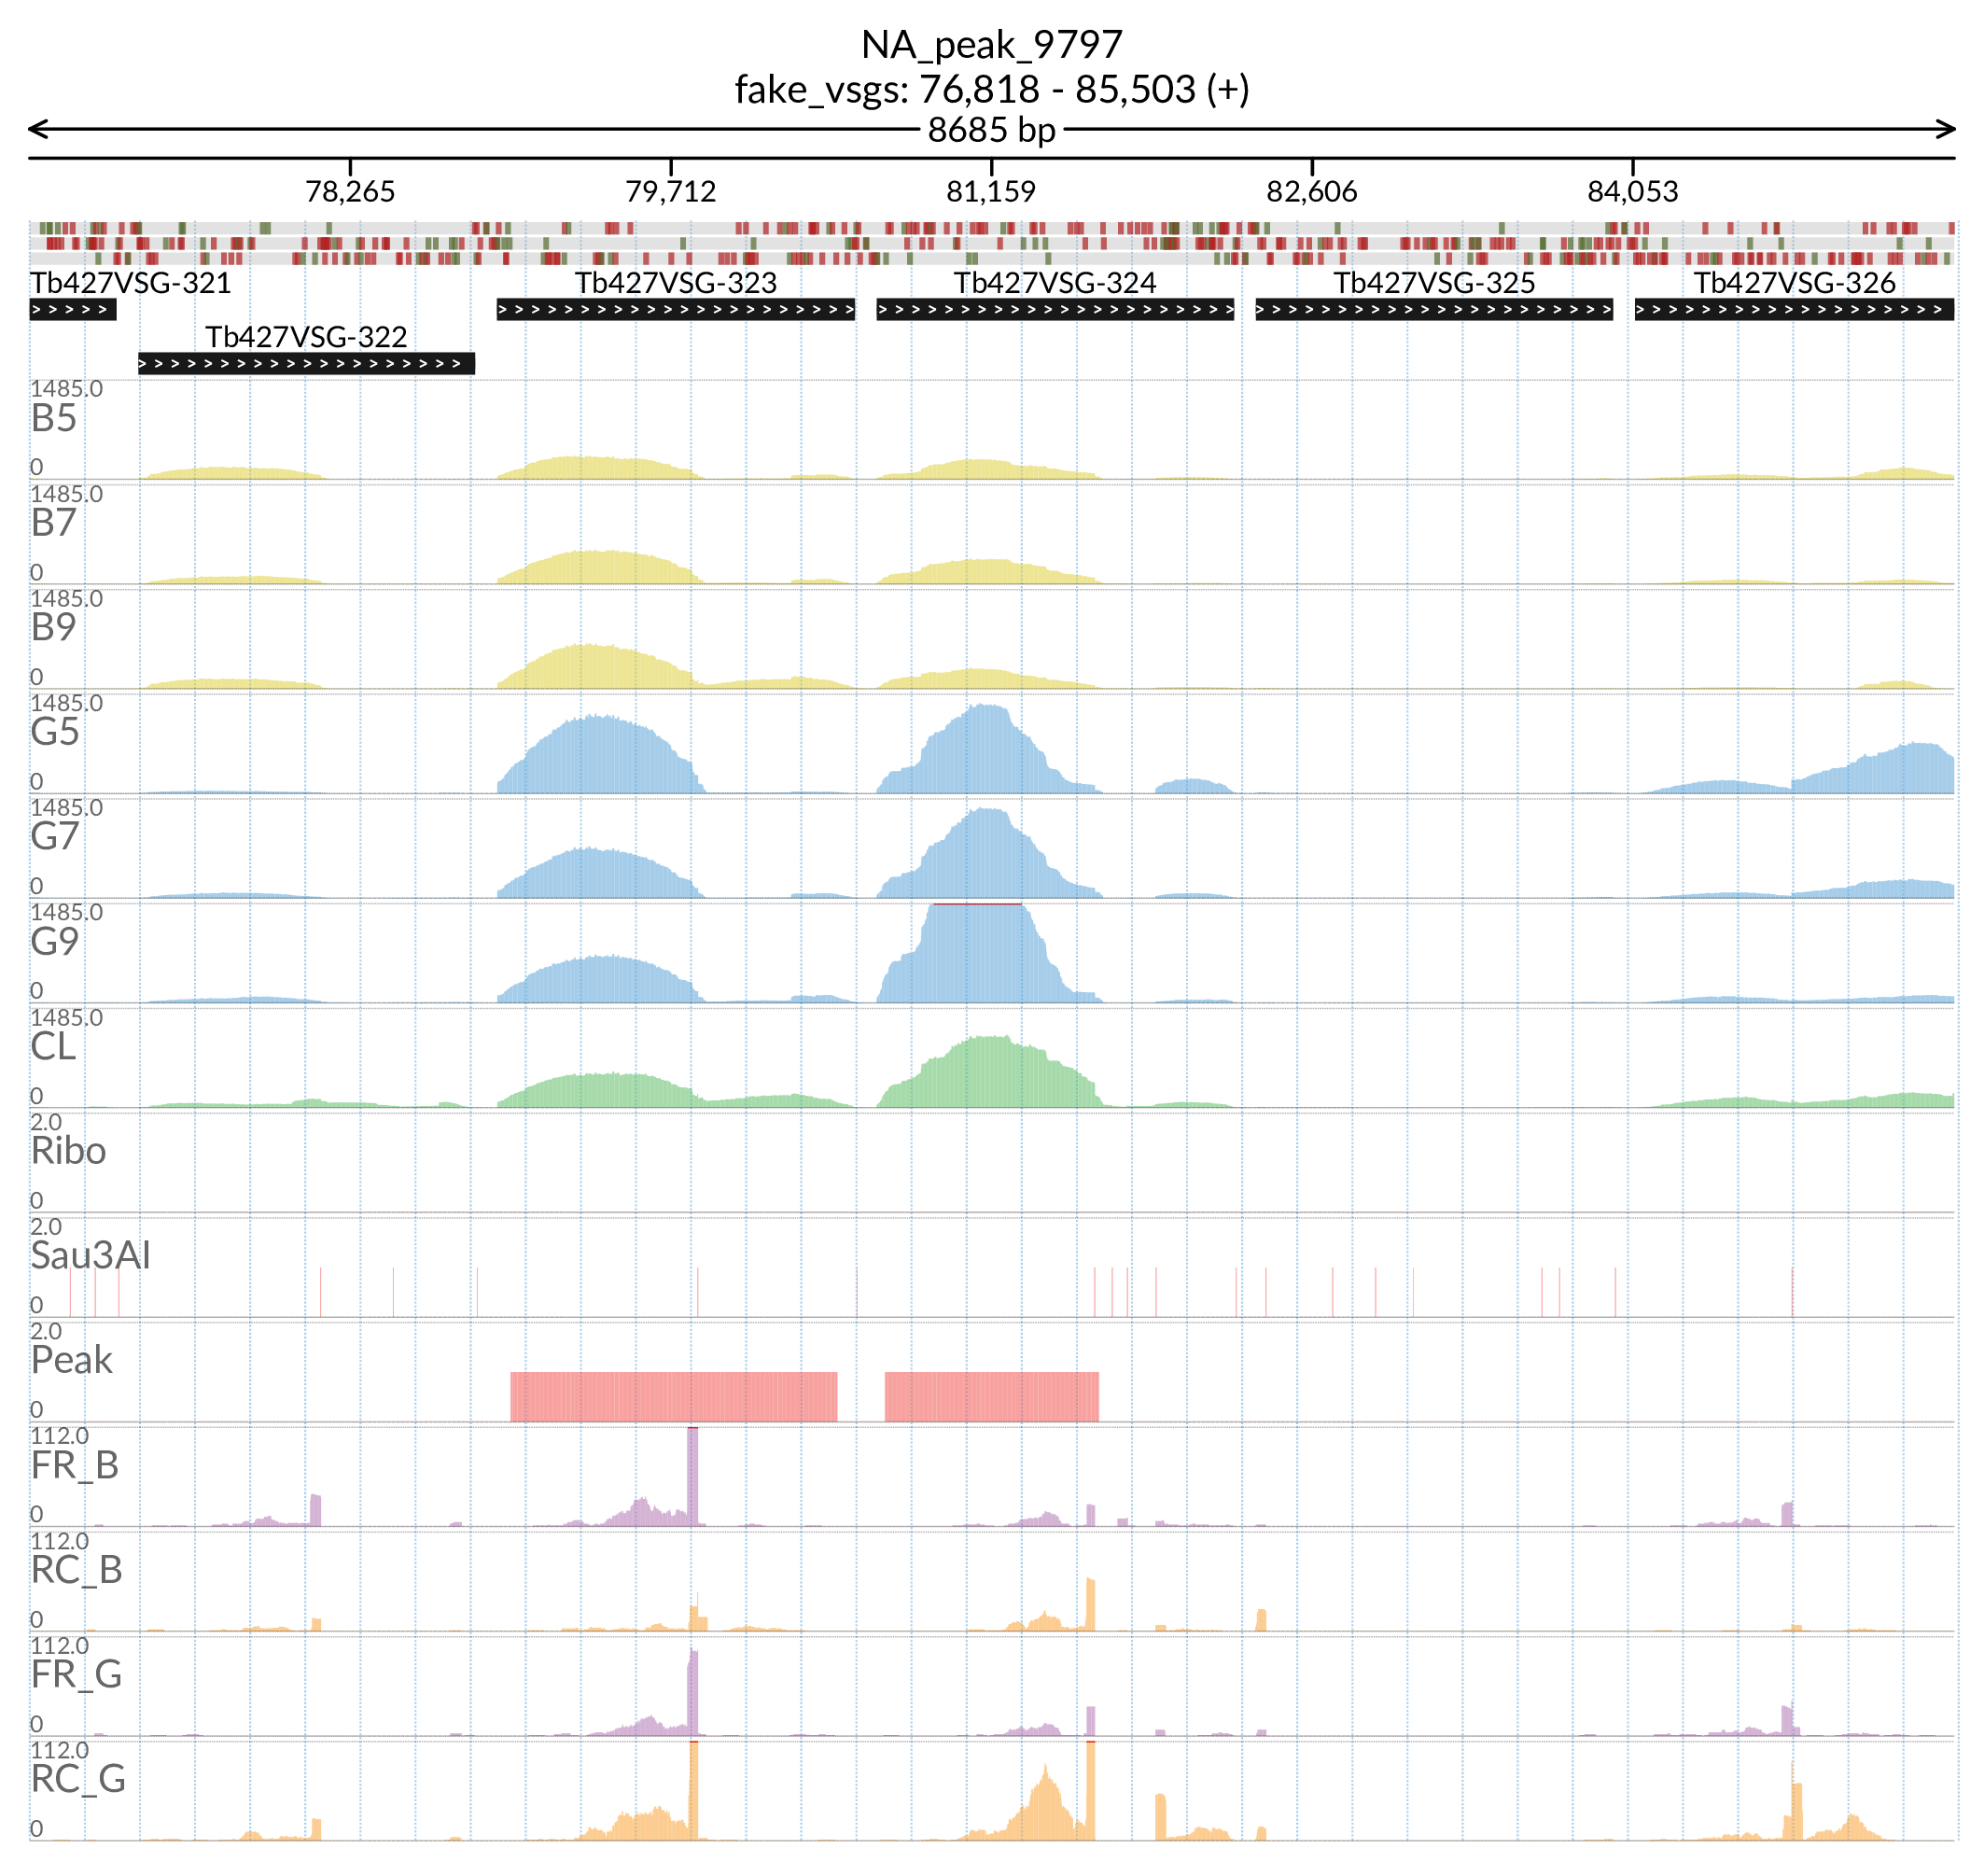 NA_peak_9797
fake_vsgs: 76,818 - 85,503 (+)
8685 bp
78,265 79,712 81,159 82,606 84,053
Tb427VSG-321 Tb427VSG-323 Tb427VSG-324 Tb427VSG-325 Tb427VSG-326
Tb427VSG-322
1485.0
B5
0
1485.0
B7
0
1485.0
B9
0
1485.0
G5
0
1485.0
G7
0
1485.0
G9
0
1485.0
CL
0
2.0
Ribo
0
2.0
Sau3AI
0
2.0
Peak
0
112.0
FR_B
0
112.0
RC_B
0
112.0
FR_G
0
112.0
RC_G
0